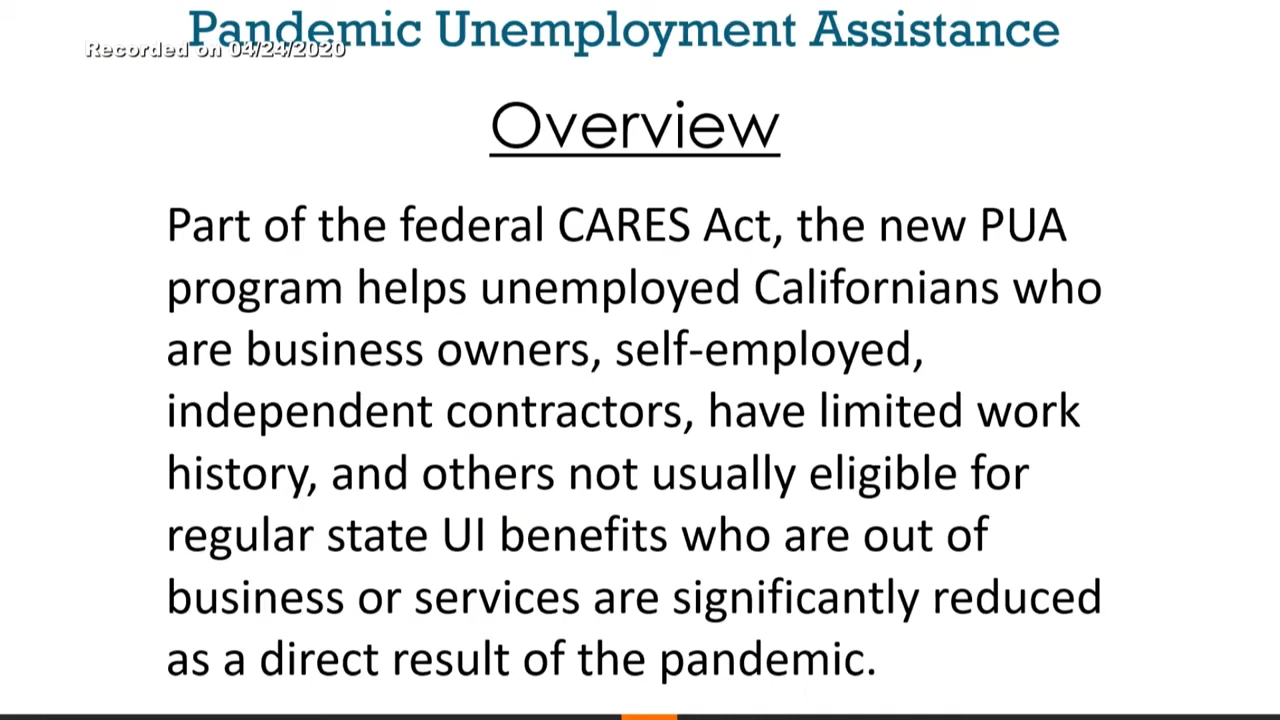 Pandemic Unemployment Assistance
Recorded on 04/24/2020
Overview
Part of the federal CARES Act, the new PUA
program helps unemployed Californians who
are business owners, self-employed,
independent contractors, have limited work
history, and others not usually eligible for
regular state UI benefits who are out of
business or services are significantly reduced
as a direct result of the pandemic.